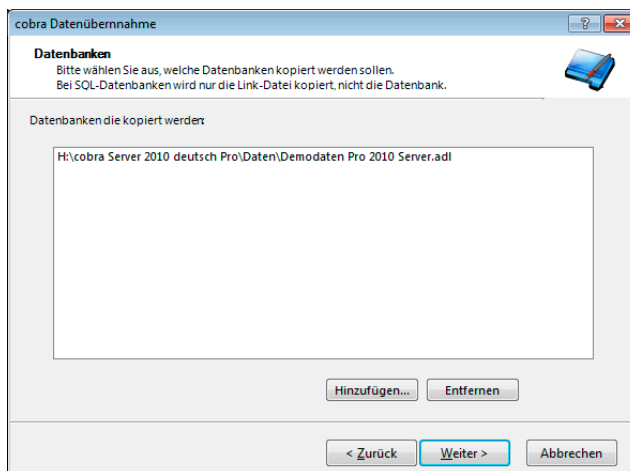 cobra Datenübernnahme
Datenbanken
Bitte wählen Sie aus, welche Datenbanken kopiert werden sollen.
Bei SQL-Datenbanken wird nur die Link-Datei kopiert, nicht die Datenbank.
Datenbanken die kopiert werden:
H:\cobra Server 2010 deutsch Pro\Daten\Demodaten Pro 2010 Server.adl
Hinzufügen... Entfernen
< Zurück Weiter > Abbrechen